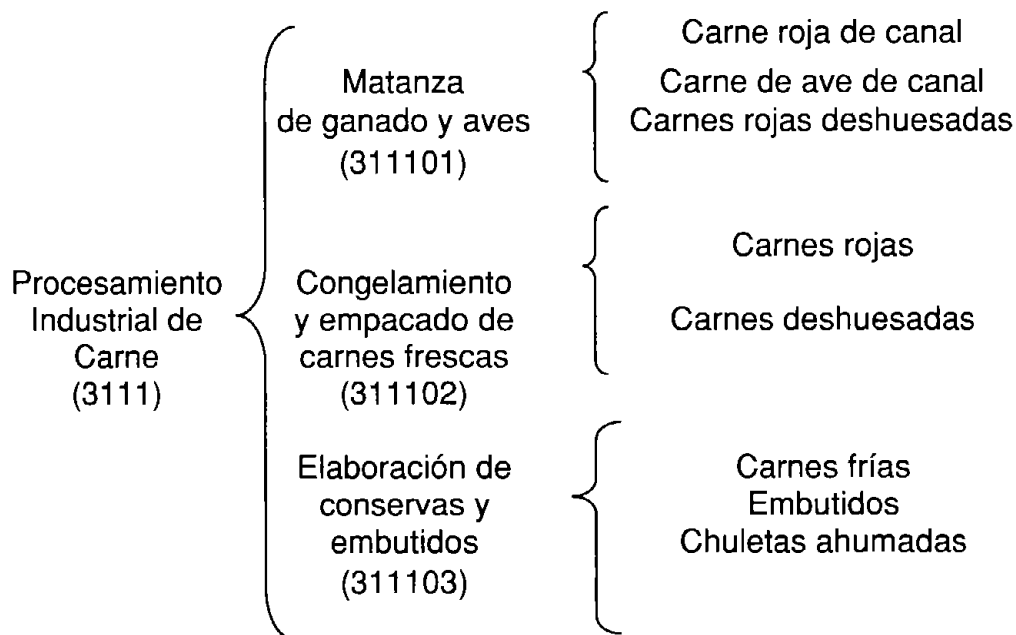 Procesamiento
Industrial de
Carne
(3111)
Matanza
de ganado y aves
(311101)
Carne roja de canal
Carne de ave de canal
Carnes rojas deshuesadas
Congelamiento
y empacado de
carnes frescas
(311102)
Carnes rojas
Carnes deshuesadas
Elaboración de
conservas y
embutidos
(311103)
Carnes frías
Embutidos
Chuletas ahumadas